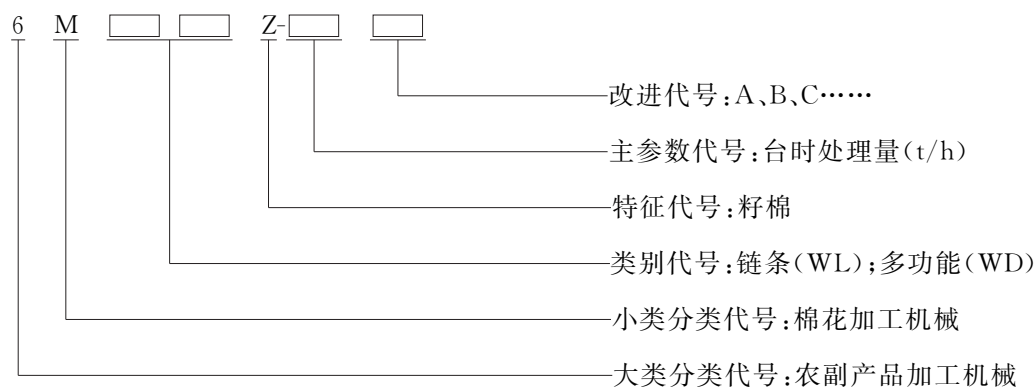 6 M □ □ Z-□ □
改进代号:A、B、C……
主参数代号:台时处理量(t/h)
特征代号:籽棉
类别代号:链条(WL);多功能(WD)
小类分类代号:棉花加工机械
大类分类代号:农副产品加工机械